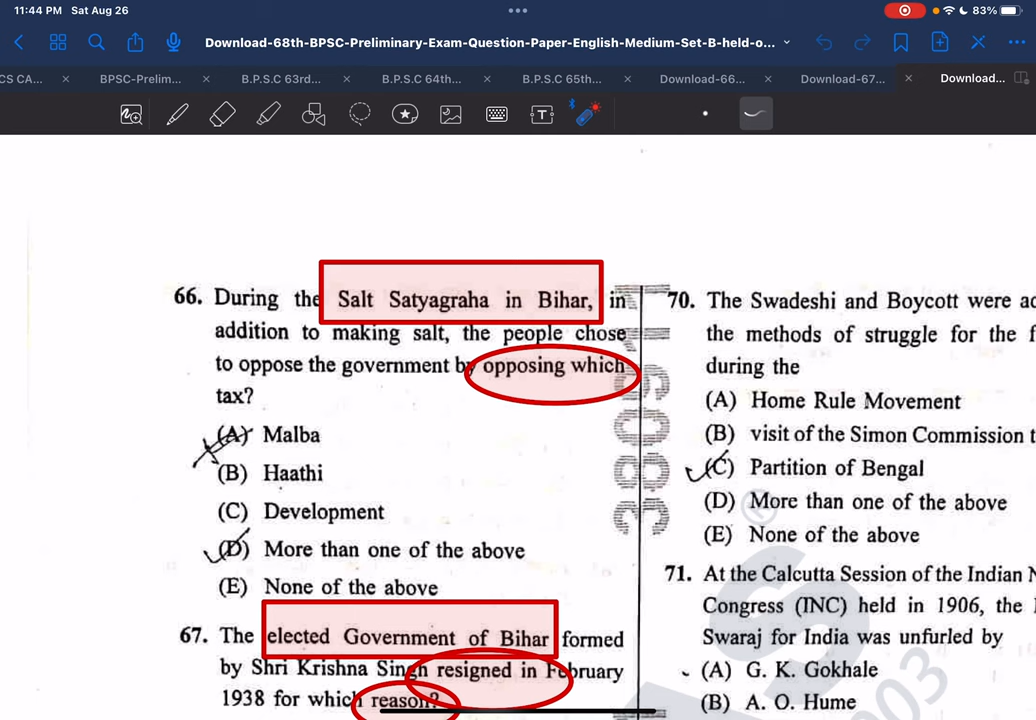 11:44 PM Sat Aug 26
83%
Download-68th-BPSC-Preliminary-Exam-Question-Paper-English-Medium-Set-B-held-o...
CS CA...
BPSC-Prelim...
B.P.S.C 63rd...
B.P.S.C 64th...
B.P.S.C 65th...
Download-66...
Download-67...
Download...
66. During the Salt Satyagraha in Bihar, in
addition to making salt, the people chose
to oppose the government by opposing which
tax?
(A) Malba
(B) Haathi
(C) Development
(D) More than one of the above
(E) None of the above
67. The elected Government of Bihar formed
by Shri Krishna Singh resigned in February
1938 for which reason?
70. The Swadeshi and Boycott were ad
the methods of struggle for the f
during the
(A) Home Rule Movement
(B) visit of the Simon Commission t
(C) Partition of Bengal
(D) More than one of the above
(E) None of the above
71. At the Calcutta Session of the Indian N
Congress (INC) held in 1906, the
Swaraj for India was unfurled by
(A) G. K. Gokhale
(B) A. O. Hume